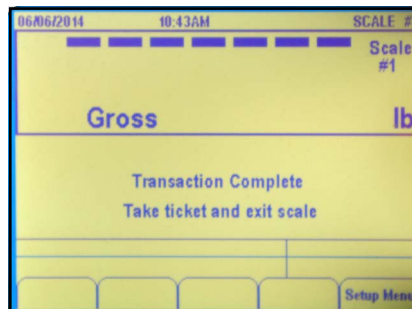 06/06/2014 10:43AM SCALE #
Scale
#1
Gross lb
Transaction Complete
Take ticket and exit scale
Setup Menu